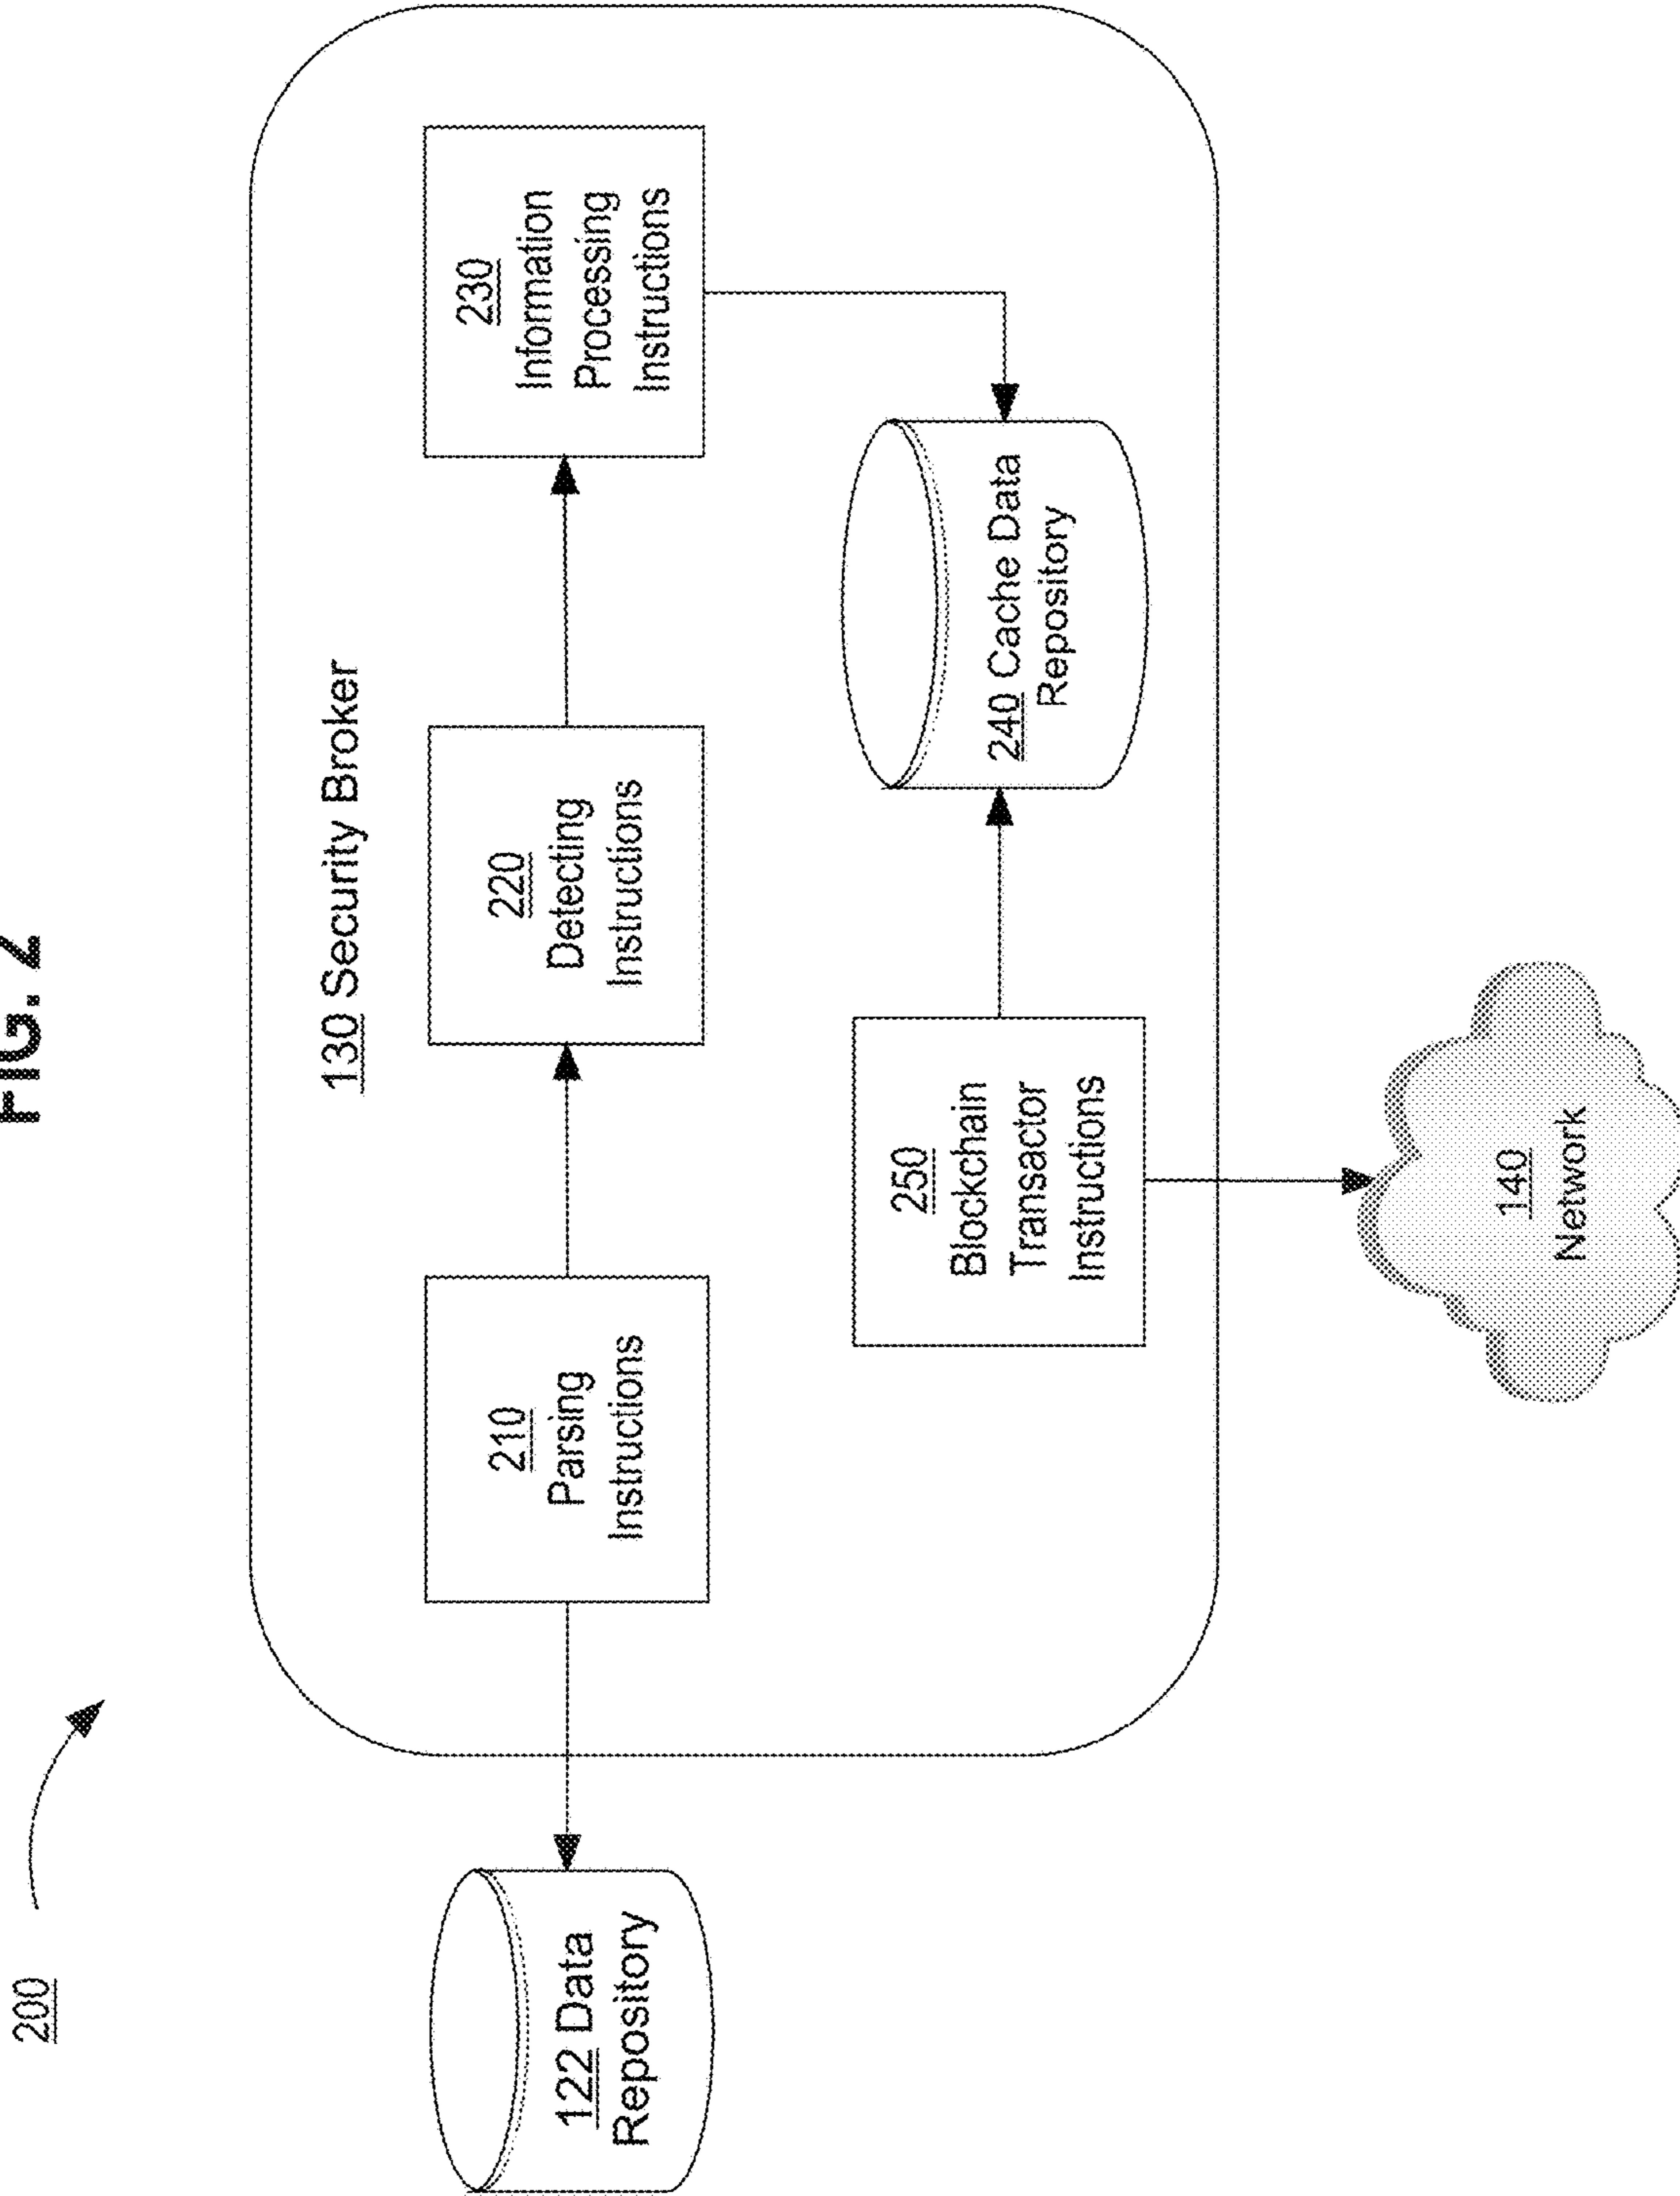 FIG. 2
200
130 Security Broker
122 Data
Repository
210
Parsing
Instructions
220
Detecting
Instructions
230
Information
Processing
Instructions
250
Blockchain
Transactor
Instructions
240 Cache Data
Repository
140
Network